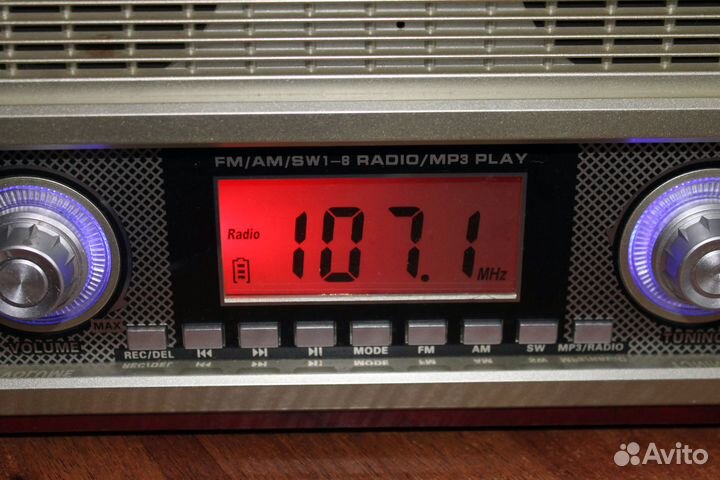 FM/AM/SW1-8 RADIO/MP3 PLAY
Radio 107.1 MHz
MAX
VOLUME
TUNING
REC/DEL MODE FM AM SW MP3/RADIO
Avito